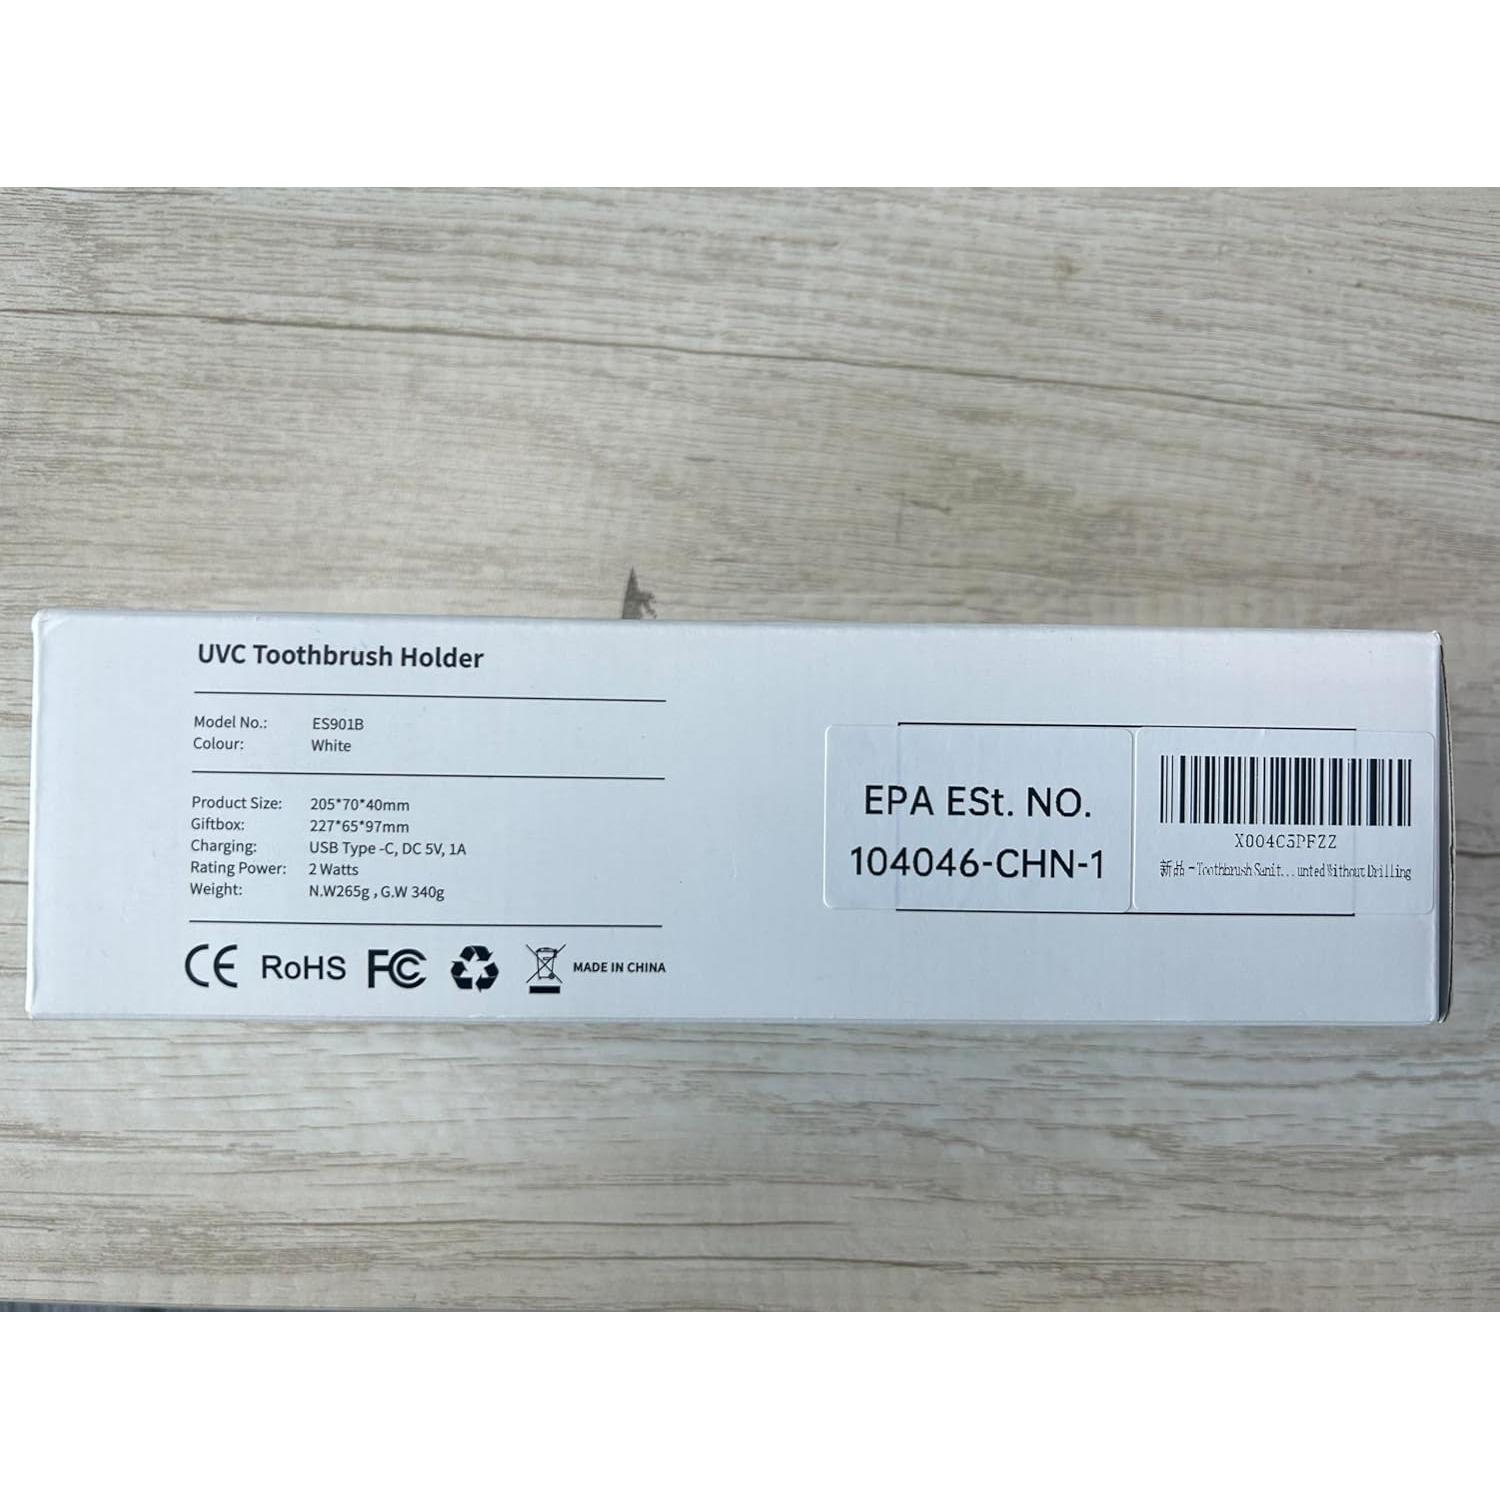 UVC Toothbrush Holder
Model No.: ES901B
Colour: White
Product Size: 205*70*40mm
Giftbox: 227*65*97mm
Charging: USB Type -C, DC 5V, 1A
Rating Power: 2 Watts
Weight: N.W265g , G.W 340g
CE RoHS FC MADE IN CHINA
EPA ESt. NO.
104046-CHN-1
X004C5PFZZ
新品 - Toothbrush Sanit... unted Without Drilling